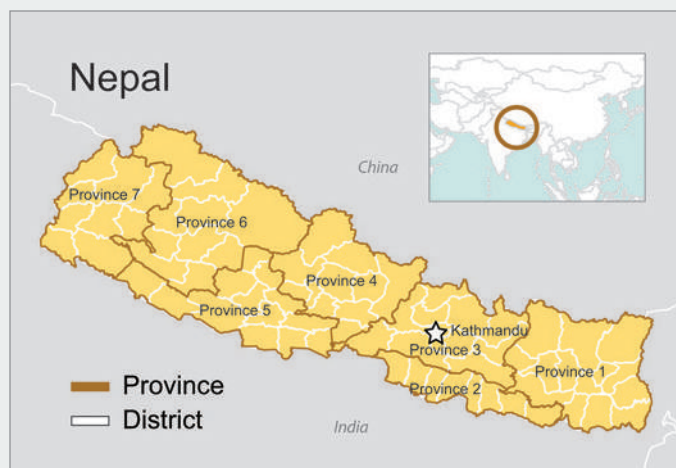 Nepal
China
Province 7
Province 6
Province 4
Province 5
Kathmandu
Province 3
Province 1
Province 2
Province
District
India